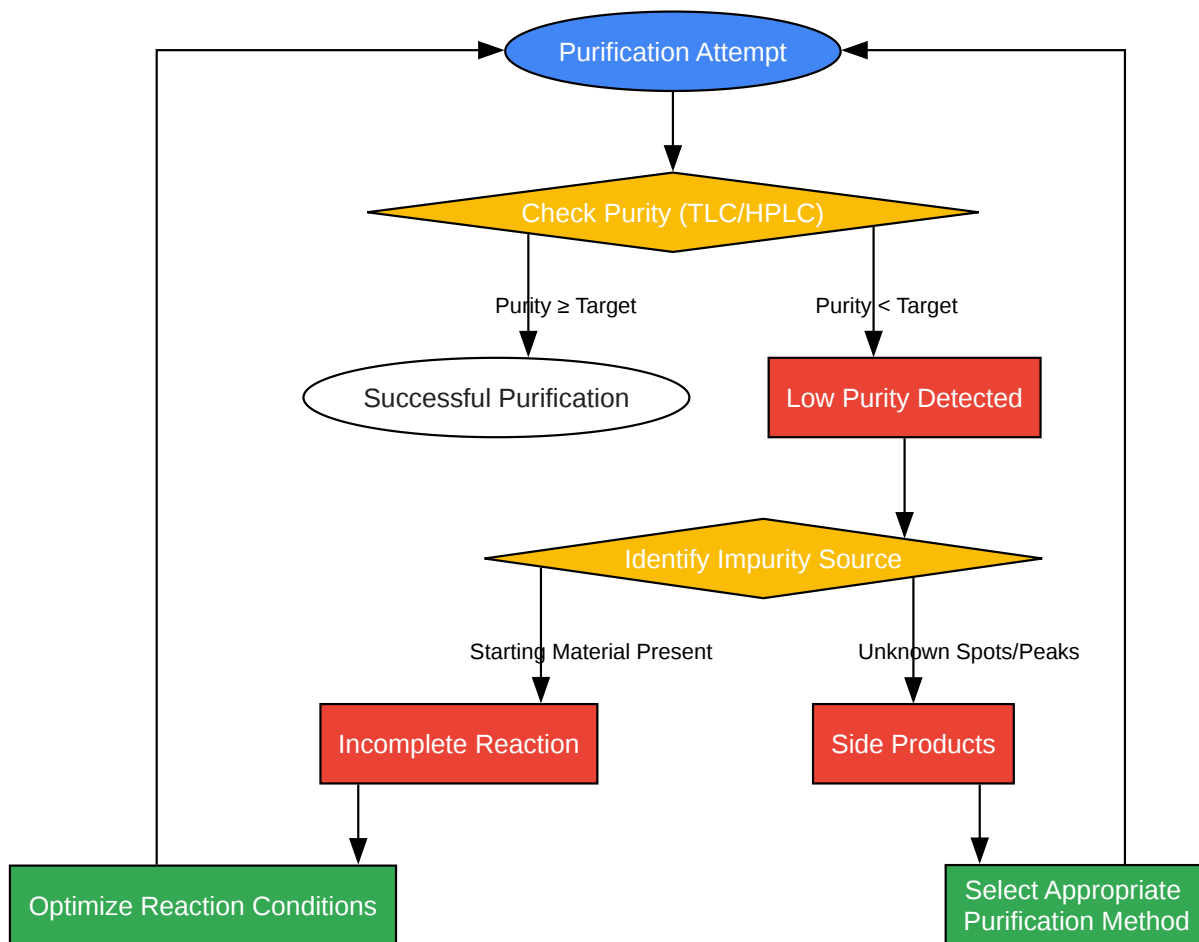 Purification Attempt
Check Purity (TLC/HPLC)
Purity ≥ Target
Purity < Target
Successful Purification
Low Purity Detected
Identify Impurity Source
Starting Material Present
Unknown Spots/Peaks
Incomplete Reaction
Side Products
Optimize Reaction Conditions
Select Appropriate
Purification Method